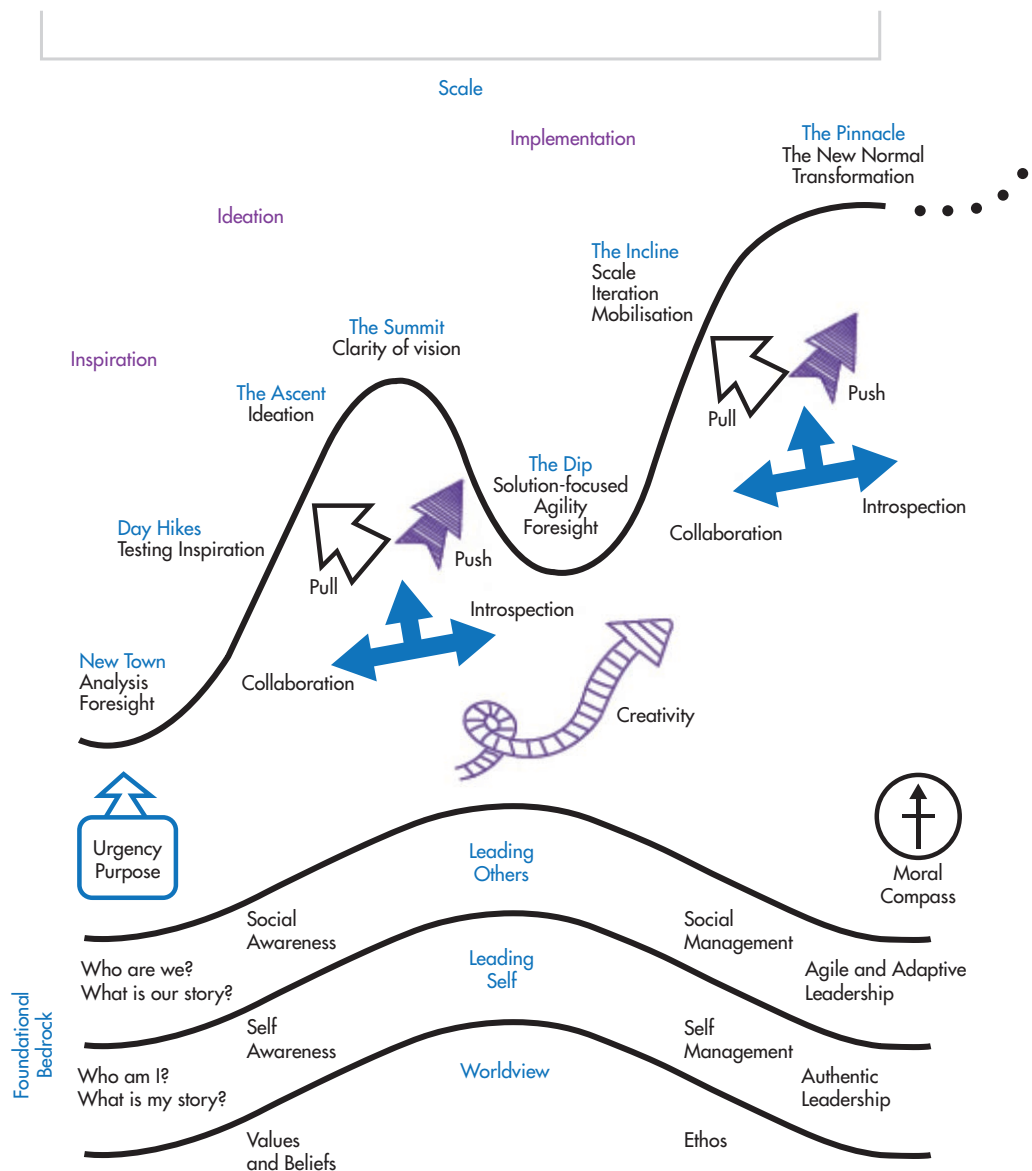 Scale
Implementation
The Pinnacle
The New Normal
Transformation
Ideation
The Incline
Scale
Iteration
Mobilisation
The Summit
Clarity of vision
Inspiration
The Ascent
Ideation
Pull
Push
The Dip
Solution-focused
Agility
Foresight
Introspection
Collaboration
Day Hikes
Testing Inspiration
Pull
Push
Introspection
Collaboration
New Town
Analysis
Foresight
Creativity
Urgency
Purpose
Moral
Compass
Leading
Others
Social
Awareness
Social
Management
Who are we?
What is our story?
Leading
Self
Agile and Adaptive
Leadership
Foundational
Bedrock
Self
Awareness
Self
Management
Who am I?
What is my story?
Worldview
Authentic
Leadership
Values
and Beliefs
Ethos